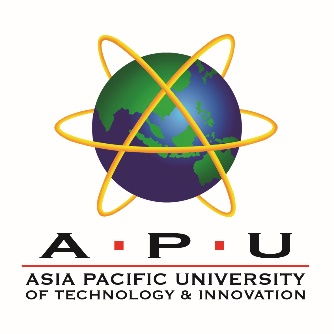 A · P · U
ASIA PACIFIC UNIVERSITY
OF TECHNOLOGY & INNOVATION